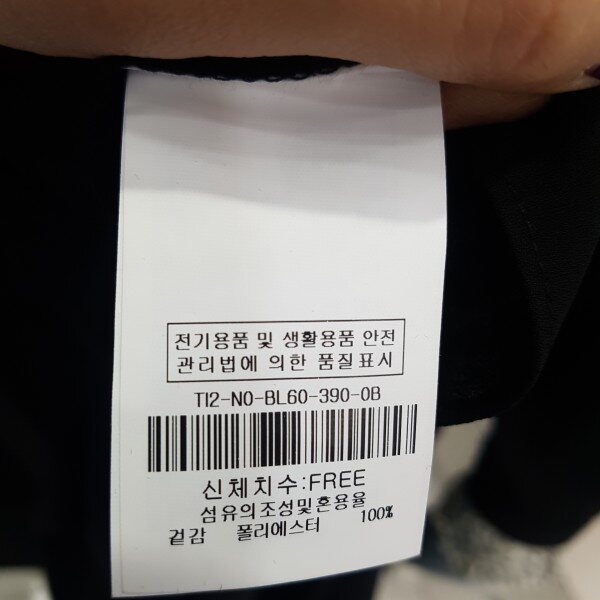 전기용품 및 생활용품 안전
관리법에 의한 품질표시
TI2-NO-BL60-390-0B
신체치수:FREE
섬유의조성및혼용율
겉감 폴리에스터 100%